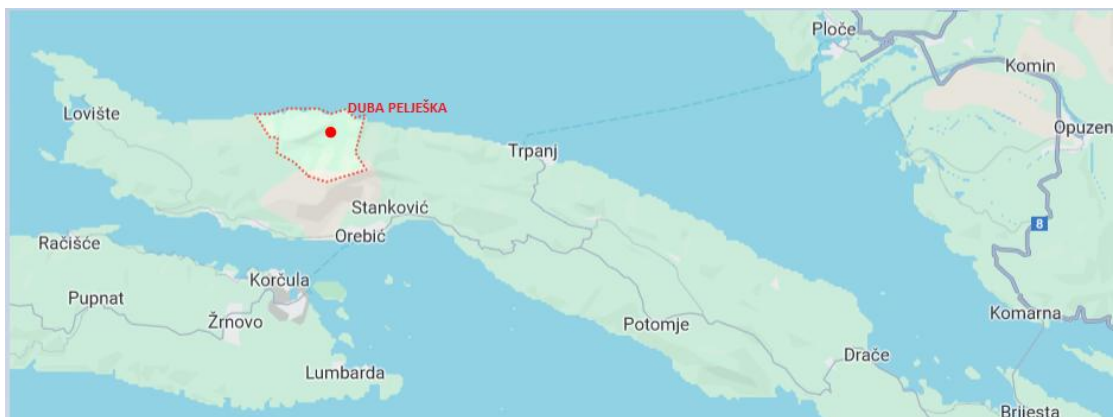 Ploče
Komin
Lovište
DUBA PELJEŠKA
Opuzen
Trpanj
Stanković
Orebić
Račišće
8
Korčula
Pupnat
Žrnovo
Komarna
Potomje
Drače
Lumbarda
Brijesta